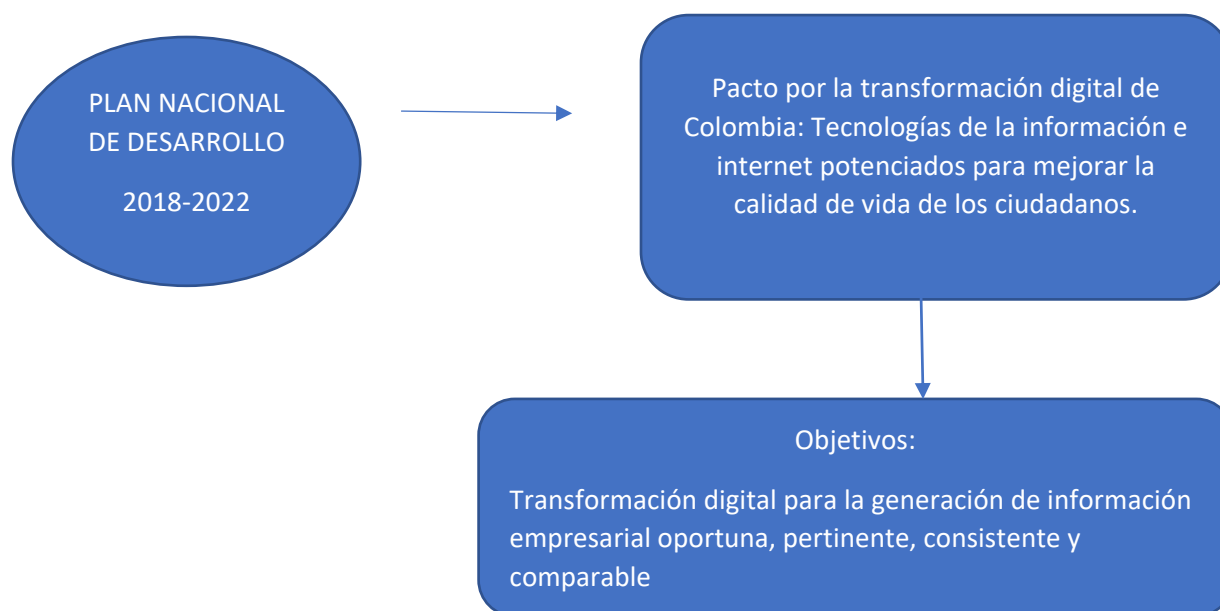 PLAN NACIONAL
DE DESARROLLO
2018-2022
Pacto por la transformación digital de
Colombia: Tecnologías de la información e
internet potenciados para mejorar la
calidad de vida de los ciudadanos.
Objetivos:
Transformación digital para la generación de información
empresarial oportuna, pertinente, consistente y
comparable